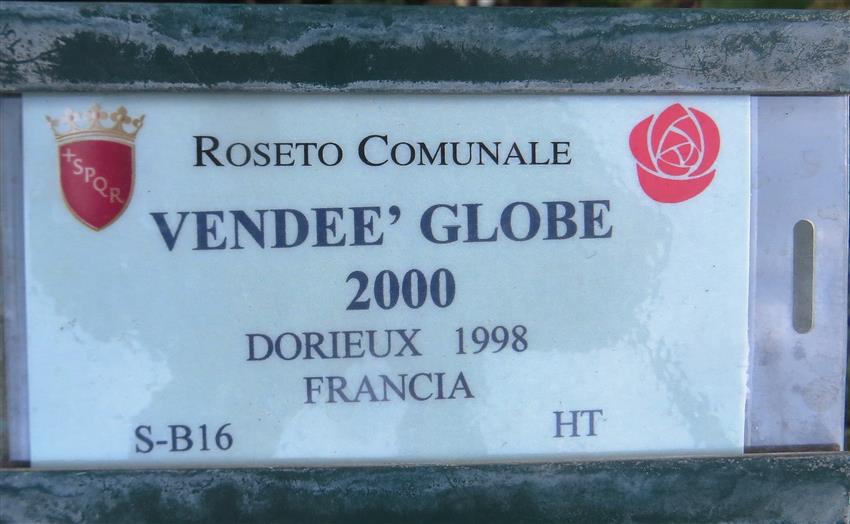 ROSETO COMUNALE
SPQR
VENDEE' GLOBE
2000
DORIEUX 1998
FRANCIA
S-B16
HT